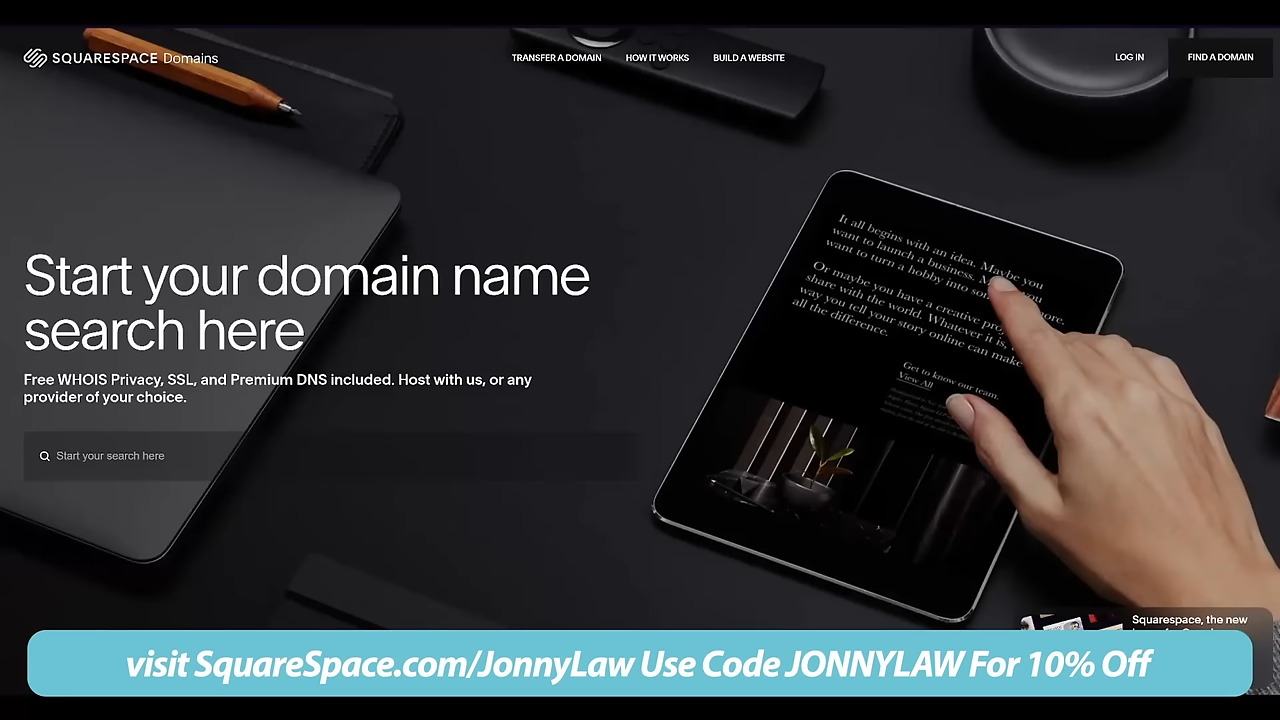 SQUARESPACE Domains
TRANSFER A DOMAIN
HOW IT WORKS
BUILD A WEBSITE
LOG IN
FIND A DOMAIN
Start your domain name
search here
Free WHOIS Privacy, SSL, and Premium DNS included. Host with us, or any
provider of your choice.
Start your search here
It all begins with an idea. Maybe you
want to launch a business.
want to turn a hobby into
Or maybe you have a creative
share with the world. Whatever it is,
way you tell your story online can make
all the difference.
Get to know our team.
View All
Squarespace, the new
visit SquareSpace.com/JonnyLaw Use Code JONNYLAW For 10% Off